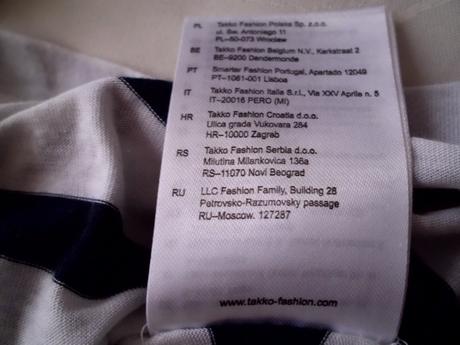 PL Takko Fashion Polska Sp. z.o.o.
ul. Św. Antoniego 11
PL-50-073 Wrocław
BE Takko Fashion Belgium N.V., Kerkstraat 2
BE-9200 Dendermonde
PT Smarter Fashion Portugal, Apartado 12049
PT-1061-001 Lisboa
IT Takko Fashion Italia S.r.l., Via XXV Aprile n. 5
IT-20016 PERO (MI)
HR Takko Fashion Croatia d.o.o.
Ulica grada Vukovara 284
HR-10000 Zagreb
RS Takko Fashion Serbia d.o.o.
Milutina Milankovica 136a
RS-11070 Novi Beograd
RU LLC Fashion Family, Building 28
Petrovsko-Razumovsky passage
RU-Moscow. 127287
www.takko-fashion.com